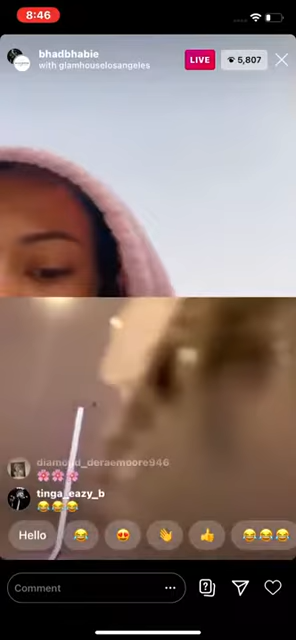 8:46
bhadbhabie
with glamhouselosangeles
LIVE
5,807
diamond_deraemoore946
🌸🌸🌸
tinga_eazy_b
😂😂😂
Hello 😂 😍 👋 👍 😂😂😂
Comment